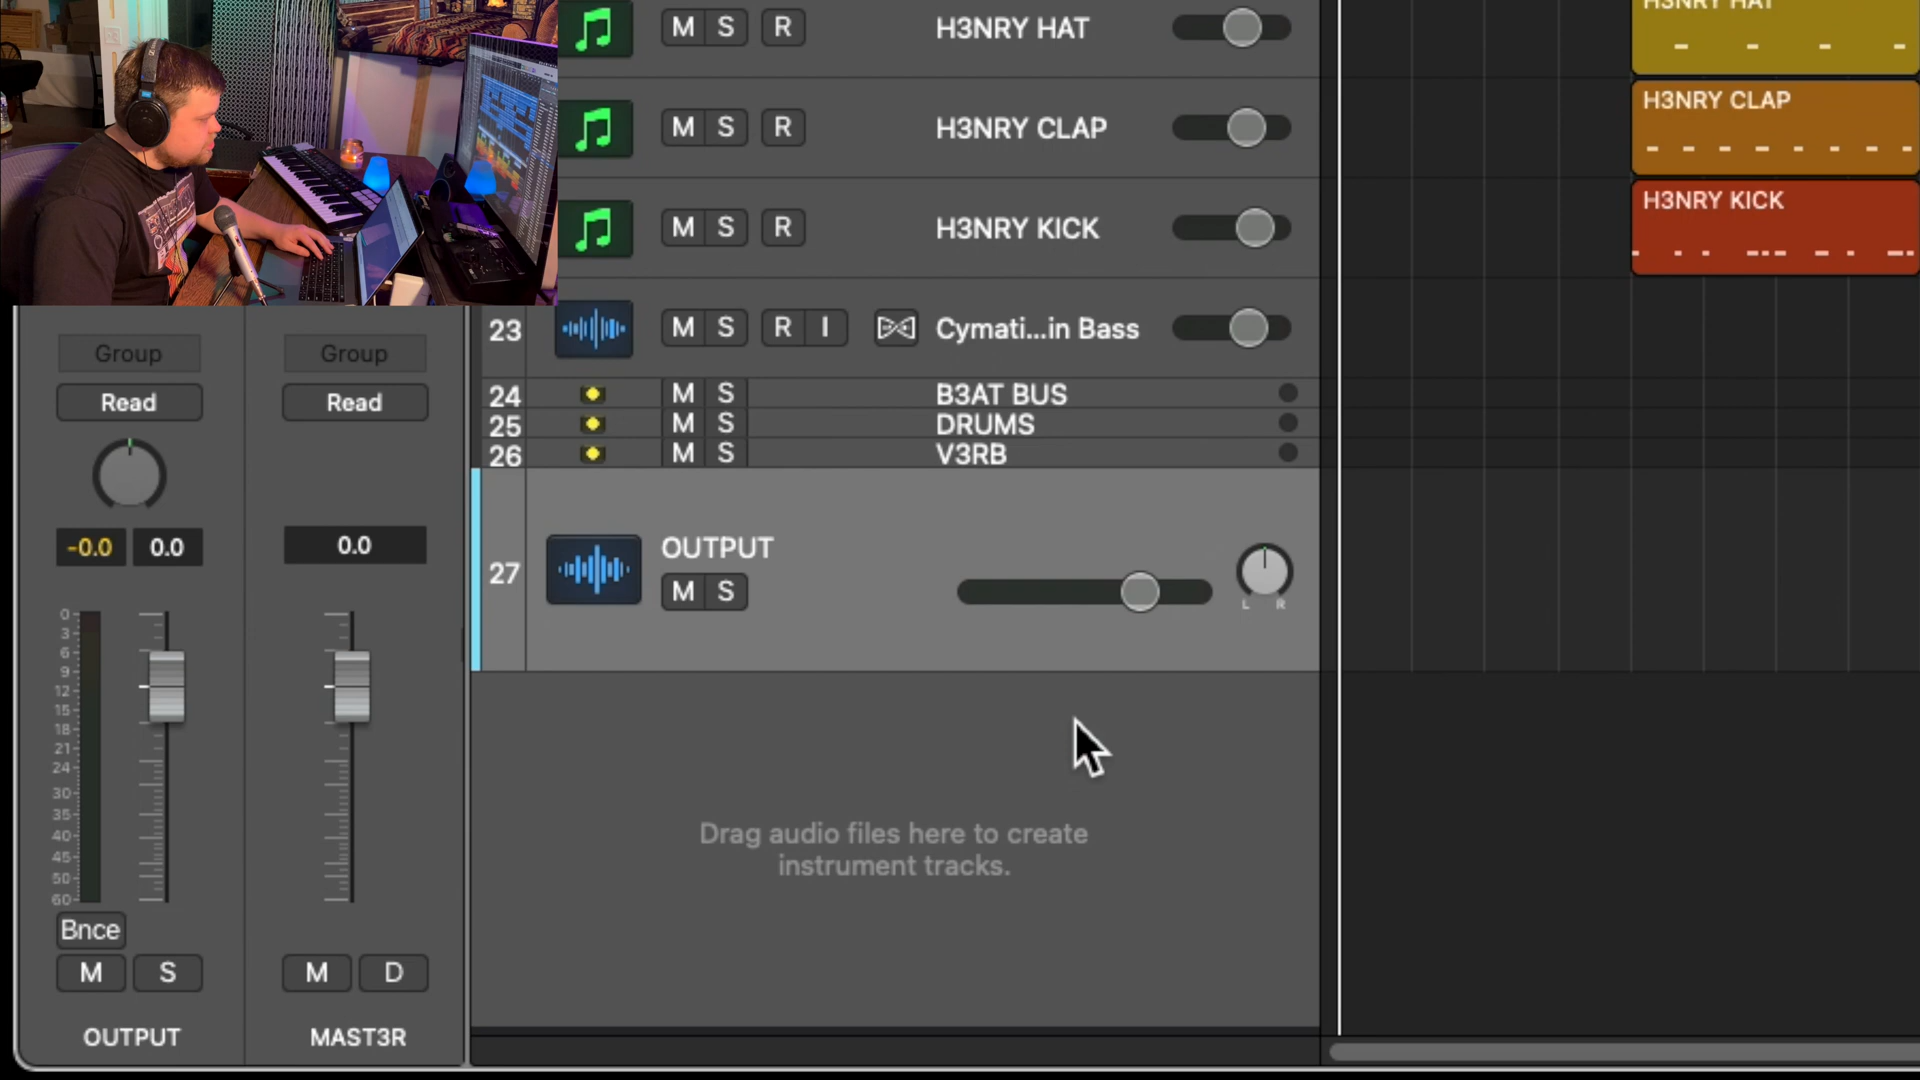 H3NRY HAT
M S R H3NRY HAT
M S R H3NRY CLAP
H3NRY CLAP
M S R H3NRY KICK
H3NRY KICK
23 M S R I Cymati...in Bass
24 M S B3AT BUS
25 M S DRUMS
26 M S V3RB
27 OUTPUT
M S
L R
Drag audio files here to create
instrument tracks.
Group Group
Read Read
-0.0 0.0 0.0
0
3
6
9
12
15
18
21
24
30
35
40
45
50
60
Bnce
M S M D
OUTPUT MAST3R